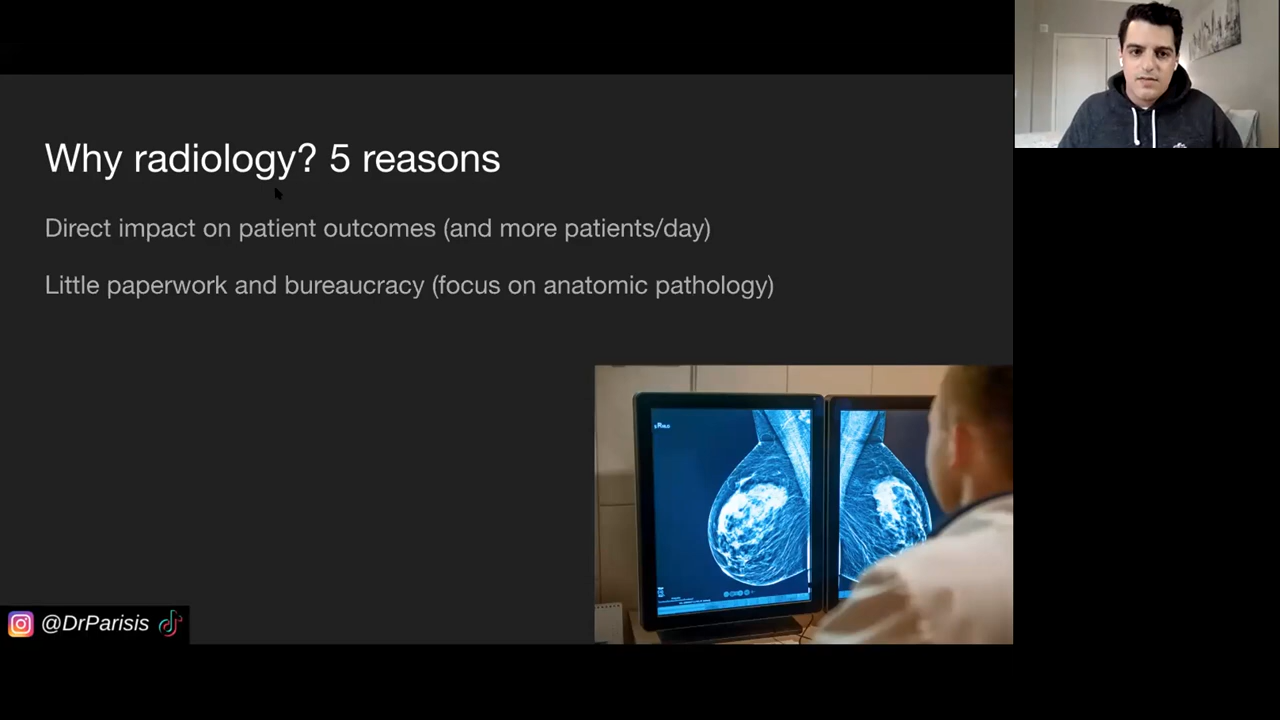 Why radiology? 5 reasons
Direct impact on patient outcomes (and more patients/day)
Little paperwork and bureaucracy (focus on anatomic pathology)
@DrParisis